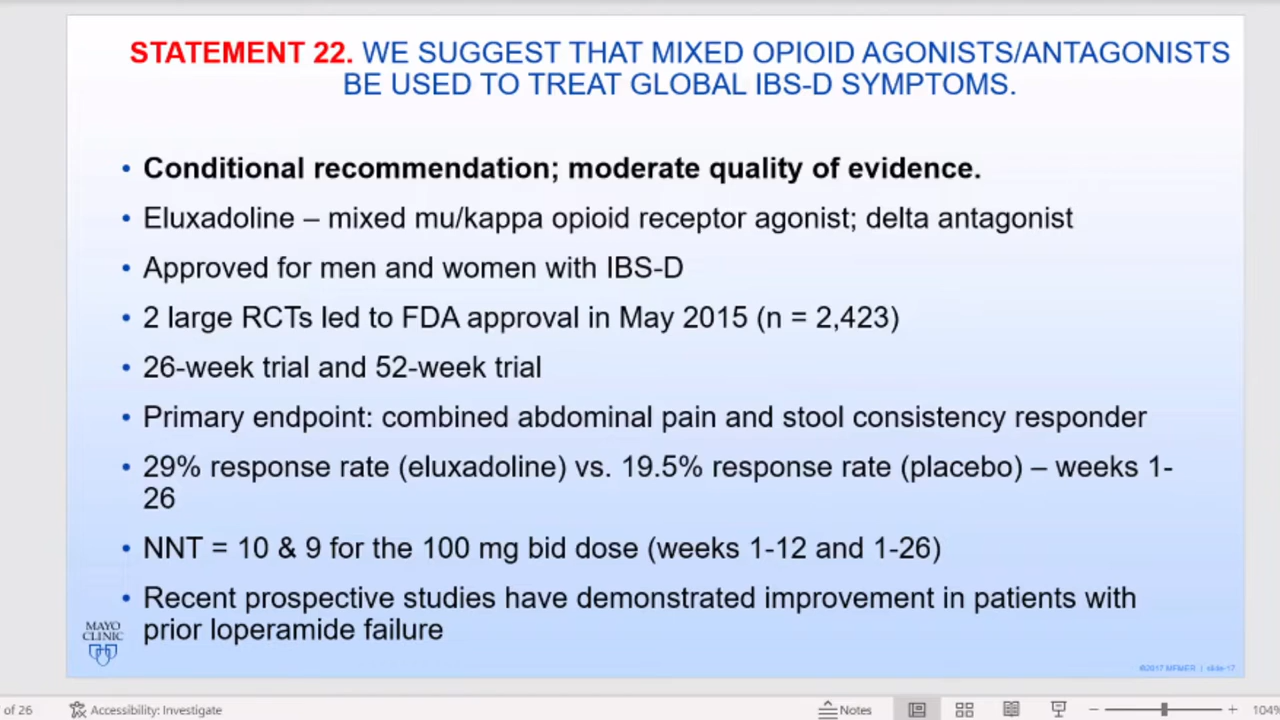 STATEMENT 22. WE SUGGEST THAT MIXED OPIOID AGONISTS/ANTAGONISTS
BE USED TO TREAT GLOBAL IBS-D SYMPTOMS.
• Conditional recommendation; moderate quality of evidence.
• Eluxadoline – mixed mu/kappa opioid receptor agonist; delta antagonist
• Approved for men and women with IBS-D
• 2 large RCTs led to FDA approval in May 2015 (n = 2,423)
• 26-week trial and 52-week trial
• Primary endpoint: combined abdominal pain and stool consistency responder
• 29% response rate (eluxadoline) vs. 19.5% response rate (placebo) – weeks 1-
26
• NNT = 10 & 9 for the 100 mg bid dose (weeks 1-12 and 1-26)
• Recent prospective studies have demonstrated improvement in patients with
prior loperamide failure
MAYO
CLINIC
©2017 MFMER | slide-17
of 26
Accessibility: Investigate
Notes
104%